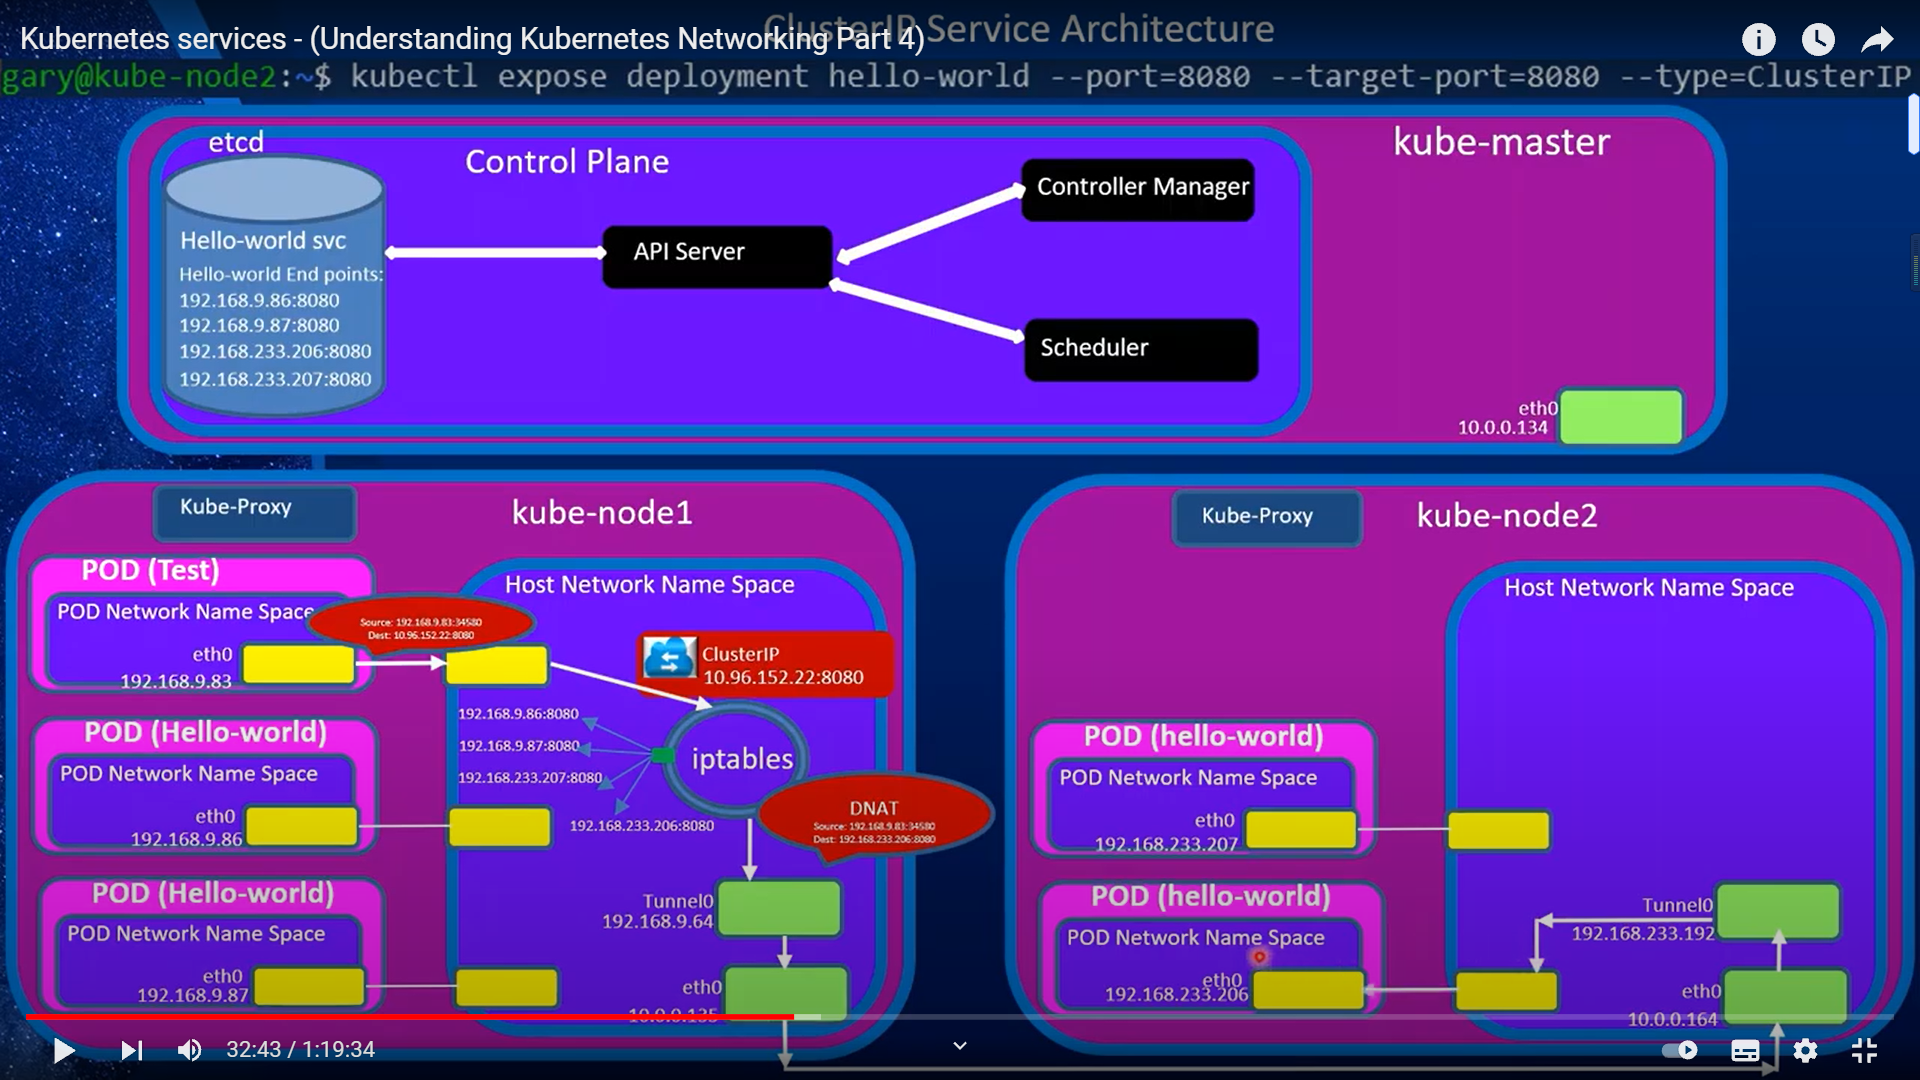 ClusterIP Service Architecture
Kubernetes services - (Understanding Kubernetes Networking Part 4)
gary@kube-node2:~$ kubectl expose deployment hello-world --port=8080 --target-port=8080 --type=ClusterIP
etcd
Control Plane
kube-master
Hello-world svc
Hello-world End points:
192.168.9.86:8080
192.168.9.87:8080
192.168.233.206:8080
192.168.233.207:8080
API Server
Controller Manager
Scheduler
eth0
10.0.0.134
Kube-Proxy
kube-node1
POD (Test)
POD Network Name Space
eth0
192.168.9.83
Source: 192.168.9.83:34580
Dest: 10.96.152.22:8080
Host Network Name Space
ClusterIP
10.96.152.22:8080
192.168.9.86:8080
192.168.9.87:8080
192.168.233.207:8080
192.168.233.206:8080
iptables
DNAT
Source: 192.168.9.83:34580
Dest: 192.168.233.206:8080
POD (Hello-world)
POD Network Name Space
eth0
192.168.9.86
POD (Hello-world)
POD Network Name Space
eth0
192.168.9.87
Tunnel0
192.168.9.64
eth0
10.0.0.135
Kube-Proxy
kube-node2
Host Network Name Space
POD (hello-world)
POD Network Name Space
eth0
192.168.233.207
POD (hello-world)
POD Network Name Space
eth0
192.168.233.206
Tunnel0
192.168.233.192
eth0
10.0.0.164
32:43 / 1:19:34